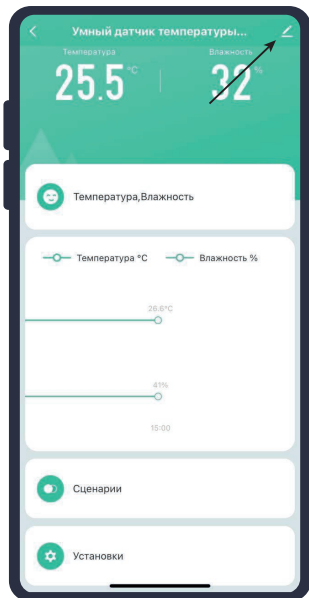 Умный датчик температуры...
Температура Влажность
25.5 °C 32 %
Температура,Влажность
Температура °C Влажность %
26.6°C
41%
15:00
Сценарии
Установки